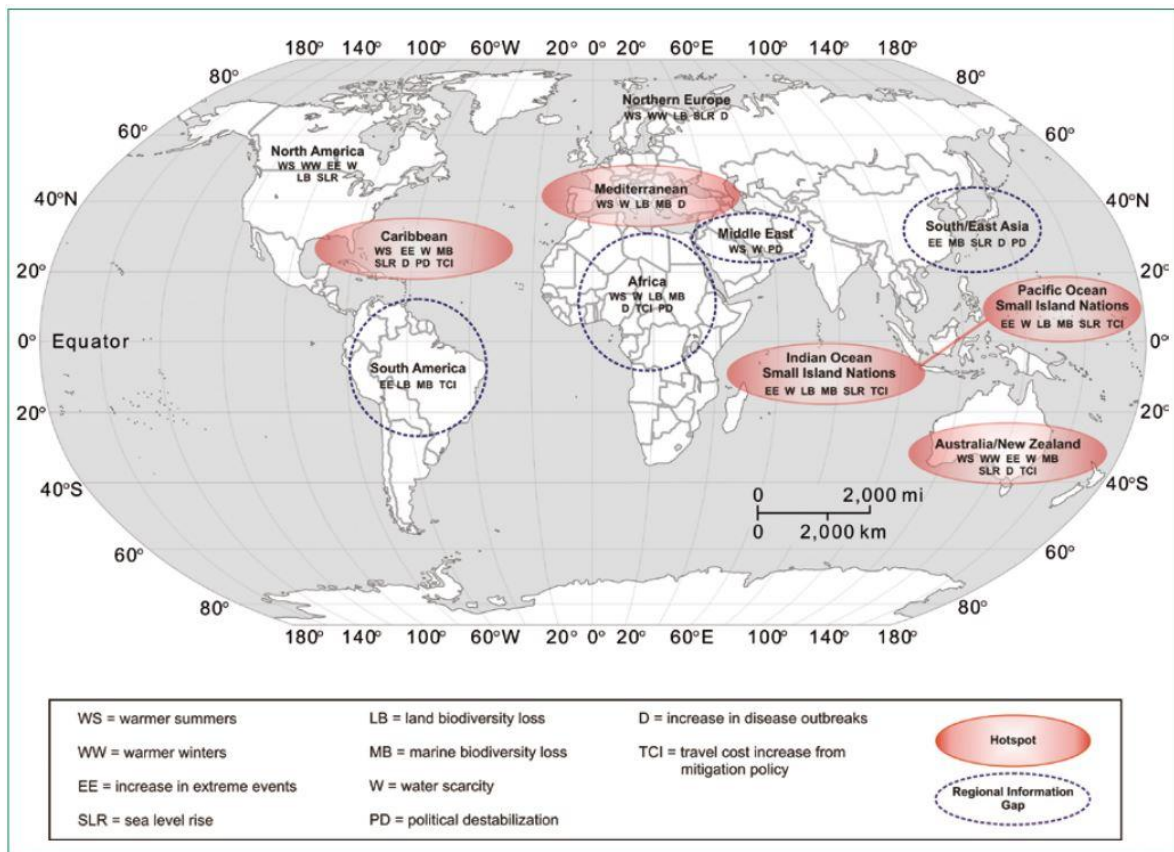 180° 140° 100° 60°W 20° 0° 20° 60°E 100° 140° 180°
80° 80°
60° 60°
40°N 40°N
20° 20°
0° Equator 0°
20° 20°
40°S 40°S
60° 60°
80° 80°
180° 140° 100° 60°W 20° 0° 20° 60°E 100° 140° 180°
Northern Europe
WS WW LB SLR D
North America
WS WW EE W
LB SLR
Mediterranean
WS W LB MB D
Caribbean
WS EE W MB
SLR D PD TCI
Middle East
WS W PD
South/East Asia
EE MB SLR D PD
Africa
WS W LB MB
D TCI PD
Pacific Ocean
Small Island Nations
EE W LB MB SLR TCI
South America
EE LB MB TCI
Indian Ocean
Small Island Nations
EE W LB MB SLR TCI
Australia/New Zealand
WS WW EE W MB
SLR D TCI
0 2,000 mi
0 2,000 km
WS = warmer summers
WW = warmer winters
EE = increase in extreme events
SLR = sea level rise
LB = land biodiversity loss
MB = marine biodiversity loss
W = water scarcity
PD = political destabilization
D = increase in disease outbreaks
TCI = travel cost increase from
mitigation policy
Hotspot
Regional Information
Gap